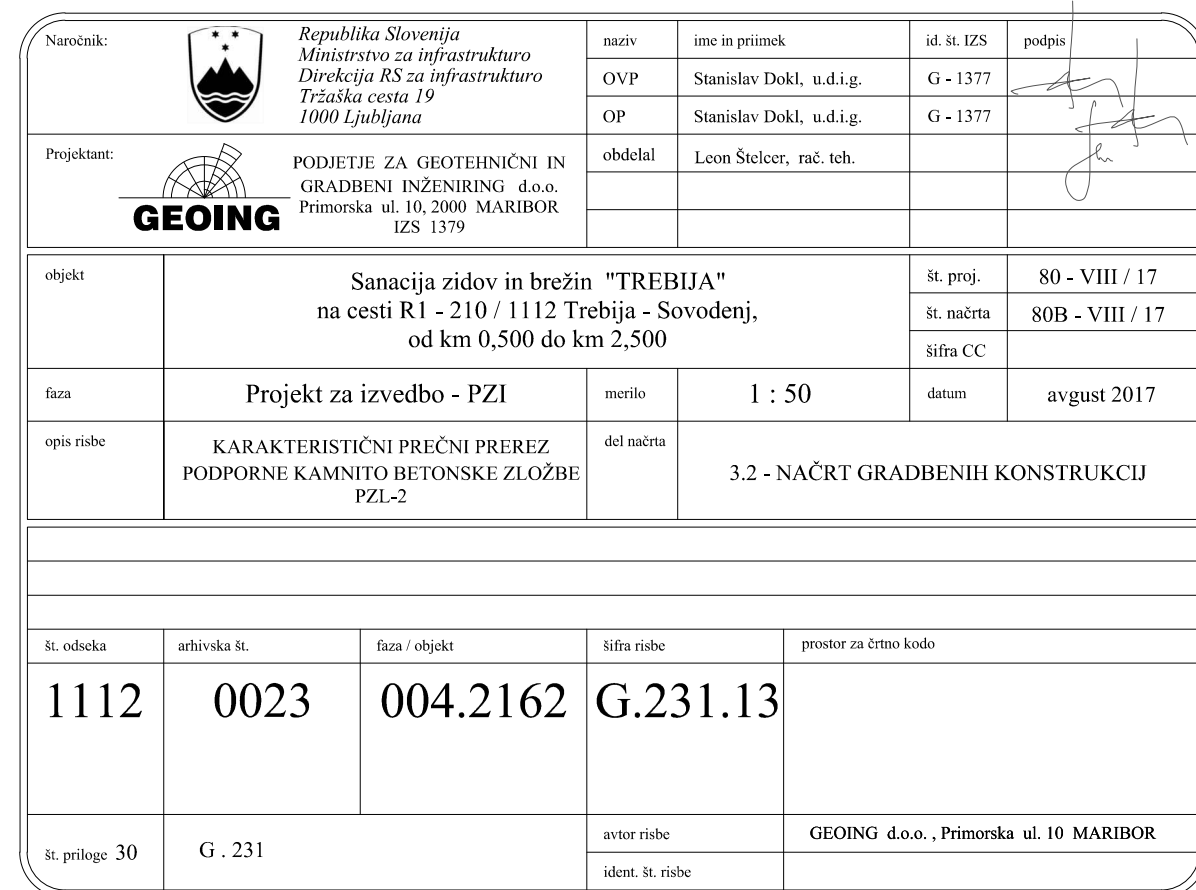 Naročnik:
Republika Slovenija
Ministrstvo za infrastrukturo
Direkcija RS za infrastrukturo
Tržaška cesta 19
1000 Ljubljana
naziv
ime in priimek
id. št. IZS
podpis
OVP
Stanislav Dokl, u.d.i.g.
G - 1377
OP
Stanislav Dokl, u.d.i.g.
G - 1377
Projektant:
GEOING
PODJETJE ZA GEOTEHNIČNI IN
GRADBENI INŽENIRING d.o.o.
Primorska ul. 10, 2000 MARIBOR
IZS 1379
obdelal
Leon Štelcer, rač. teh.
objekt
Sanacija zidov in brežin "TREBIJA"
na cesti R1 - 210 / 1112 Trebija - Sovodenj,
od km 0,500 do km 2,500
št. proj.
80 - VIII / 17
št. načrta
80B - VIII / 17
šifra CC
faza
Projekt za izvedbo - PZI
merilo
1 : 50
datum
avgust 2017
opis risbe
KARAKTERISTIČNI PREČNI PREREZ
PODPORNE KAMNITO BETONSKE ZLOŽBE
PZL-2
del načrta
3.2 - NAČRT GRADBENIH KONSTRUKCIJ
št. odseka
arhivska št.
faza / objekt
šifra risbe
prostor za črtno kodo
1112
0023
004.2162
G.231.13
št. priloge 30
G . 231
avtor risbe
GEOING d.o.o. , Primorska ul. 10 MARIBOR
ident. št. risbe